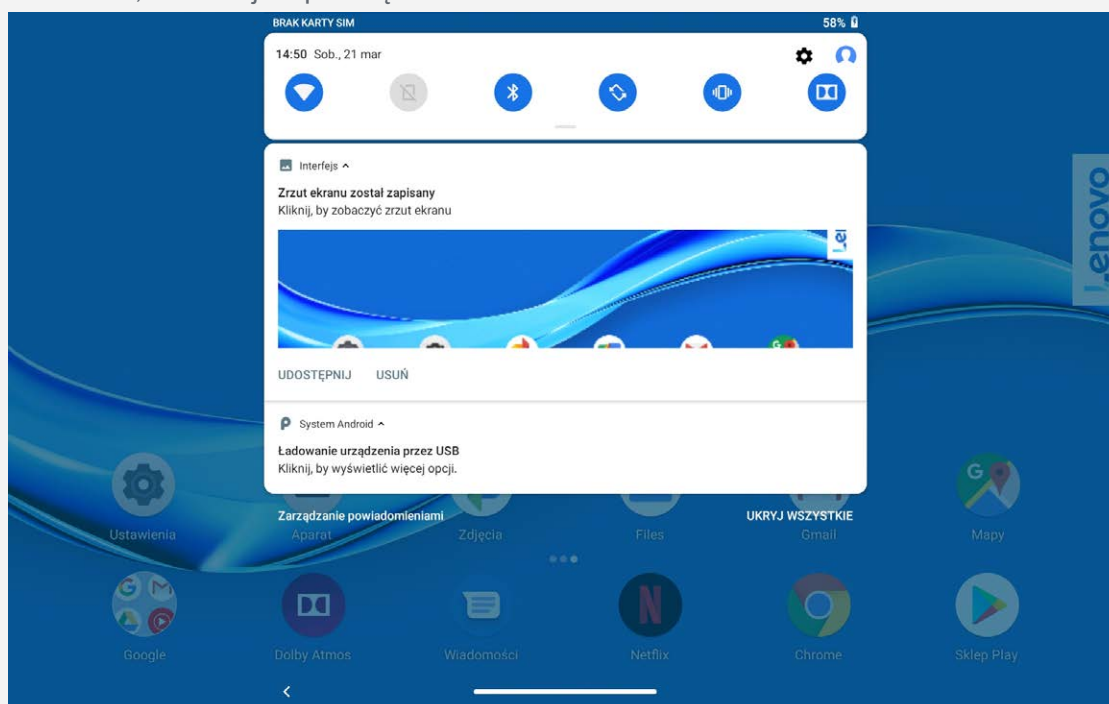 BRAK KARTY SIM 58%
14:50 Sob., 21 mar
Interfejs
Zrzut ekranu został zapisany
Kliknij, by zobaczyć zrzut ekranu
UDOSTĘPNIJ USUŃ
System Android
Ładowanie urządzenia przez USB
Kliknij, by wyświetlić więcej opcji.
Zarządzanie powiadomieniami UKRYJ WSZYSTKIE
Lenovo
Ustawienia Aparat Zdjęcia Files Gmail Mapy
Google Dolby Atmos Wiadomości Netflix Chrome Sklep Play